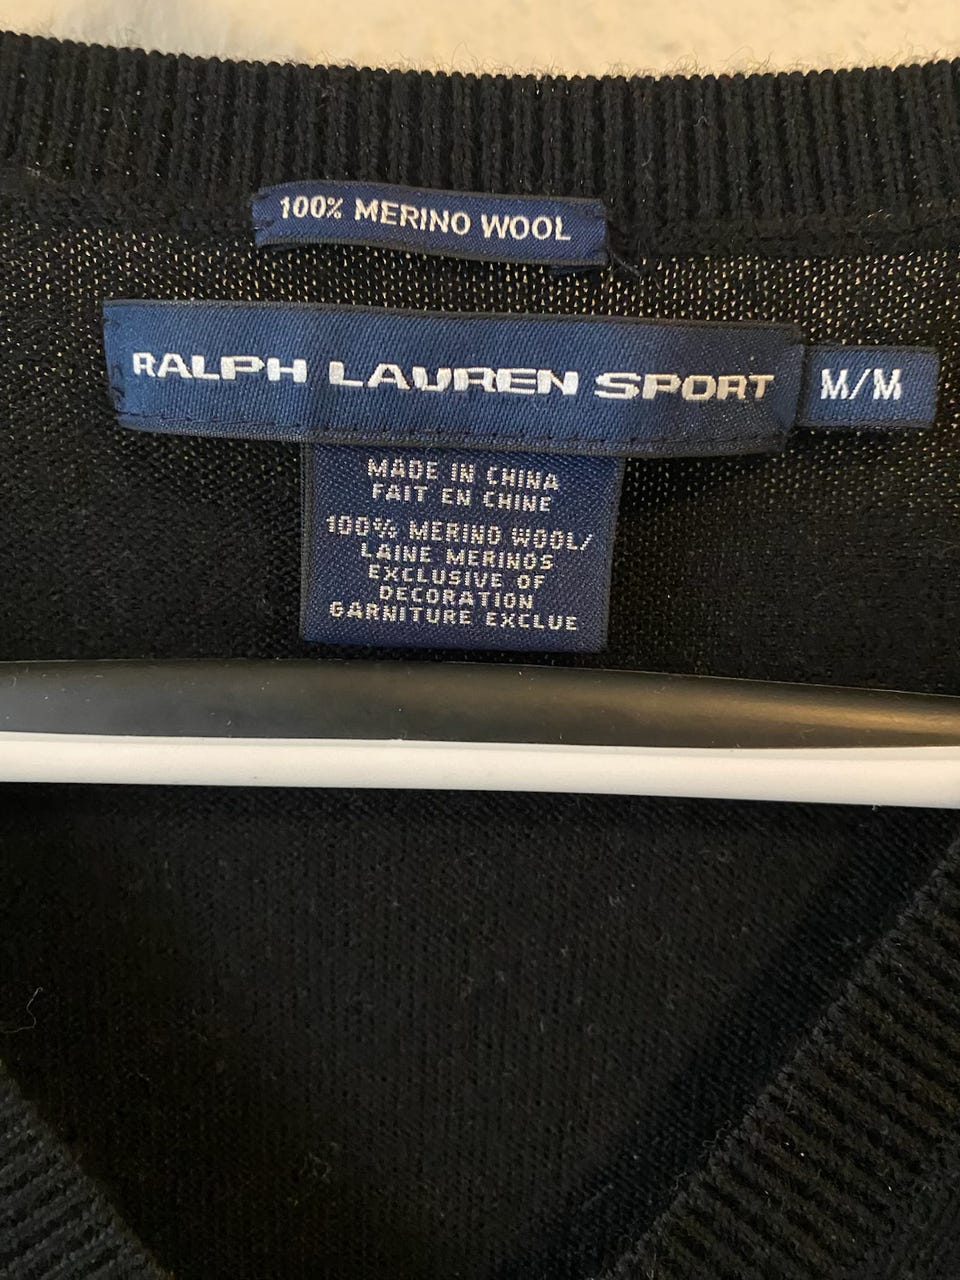 100% MERINO WOOL
RALPH LAUREN SPORT
M/M
MADE IN CHINA
FAIT EN CHINE
100% MERINO WOOL/
LAINE MERINOS
EXCLUSIVE OF
DECORATION
GARNITURE EXCLUE